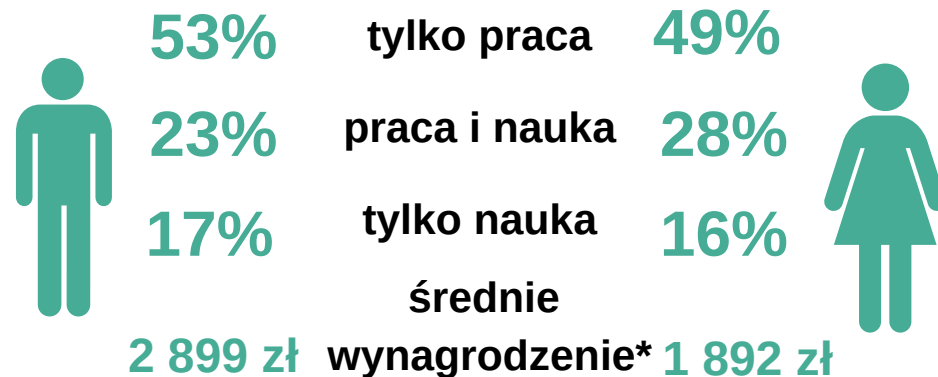 53% tylko praca 49%
23% praca i nauka 28%
17% tylko nauka 16%
średnie
2 899 zł wynagrodzenie* 1 892 zł